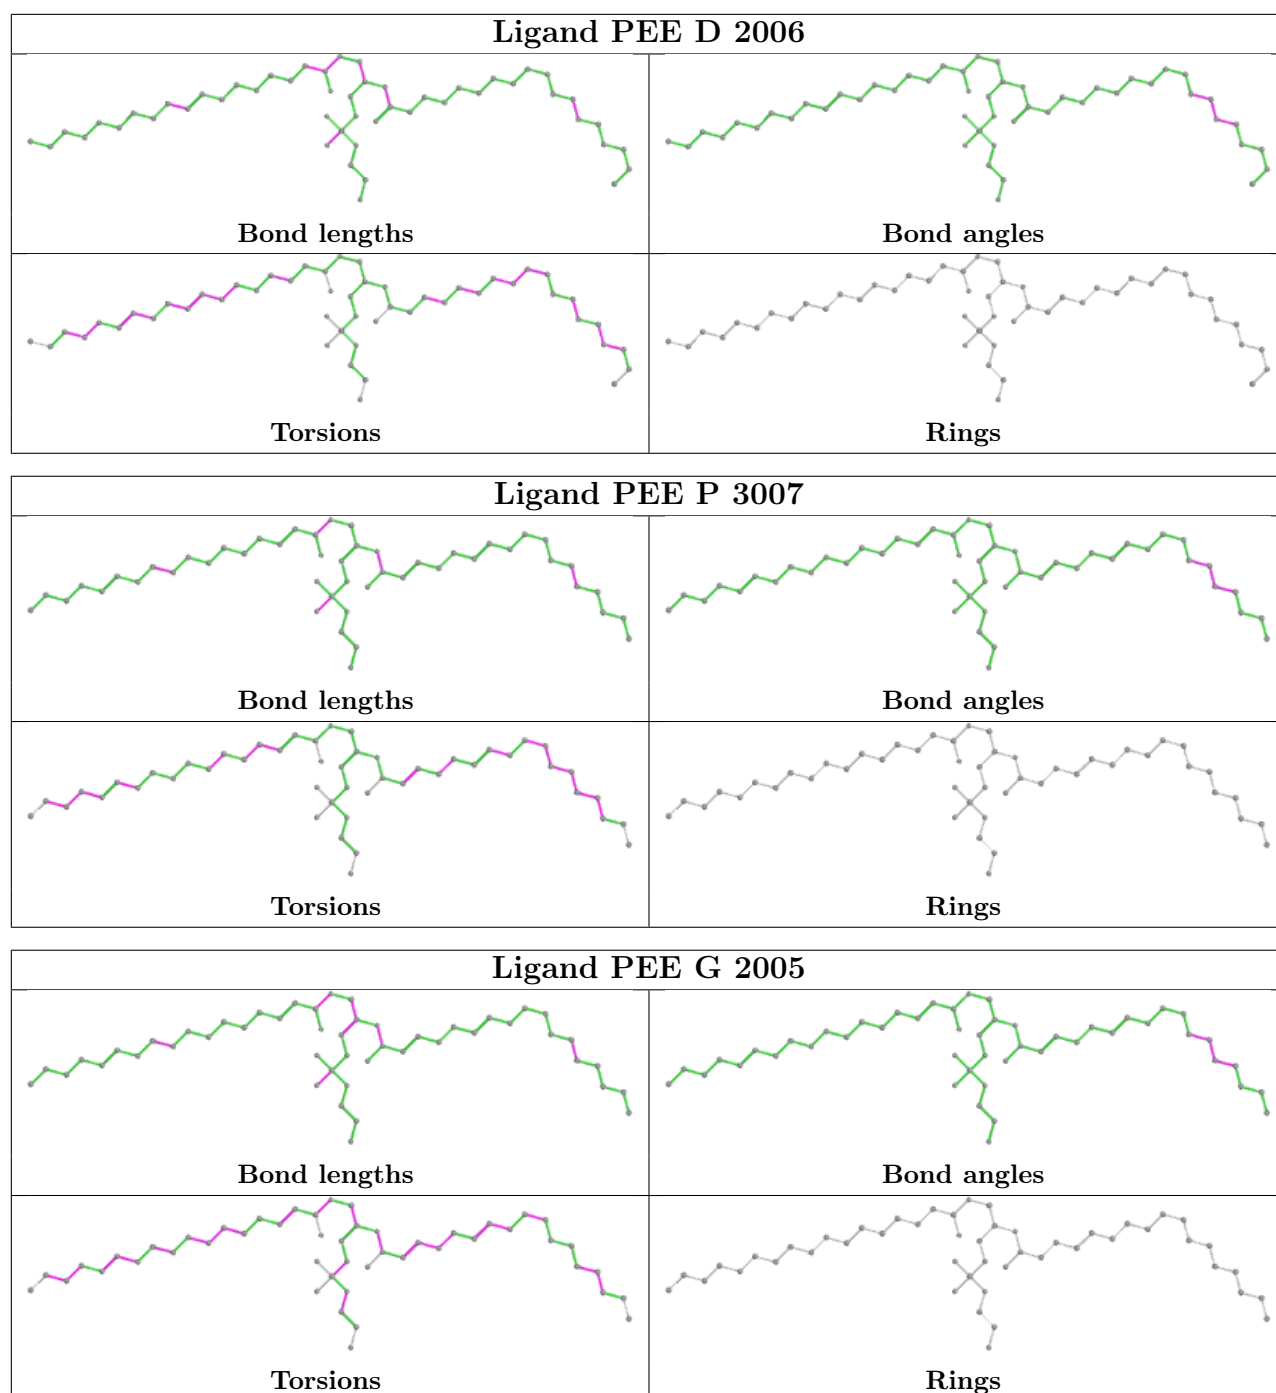 Ligand PEE D 2006
Bond lengths
Bond angles
Torsions
Rings
Ligand PEE P 3007
Bond lengths
Bond angles
Torsions
Rings
Ligand PEE G 2005
Bond lengths
Bond angles
Torsions
Rings